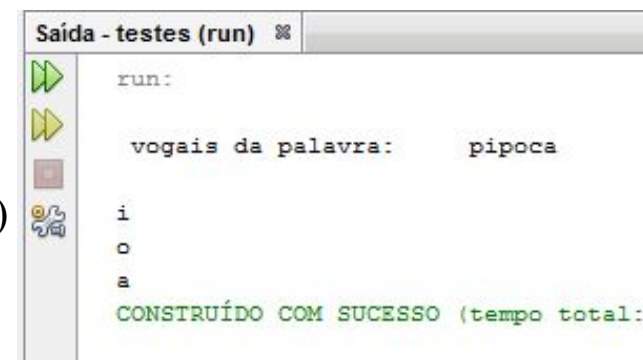 Saída - testes (run)
run:
vogais da palavra: pipoca
)
i
o
a
CONSTRUÍDO COM SUCESSO (tempo total: